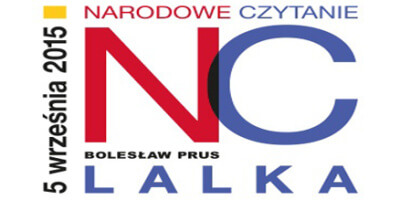 5 września 2015
NARODOWE CZYTANIE
NC
BOLESŁAW PRUS
LALKA